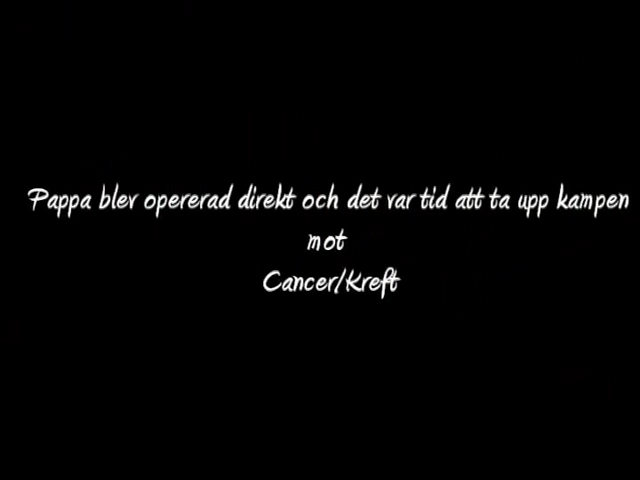 Pappa blev opererad direkt och det var tid att ta upp kampen
mot
Cancer/Kreft